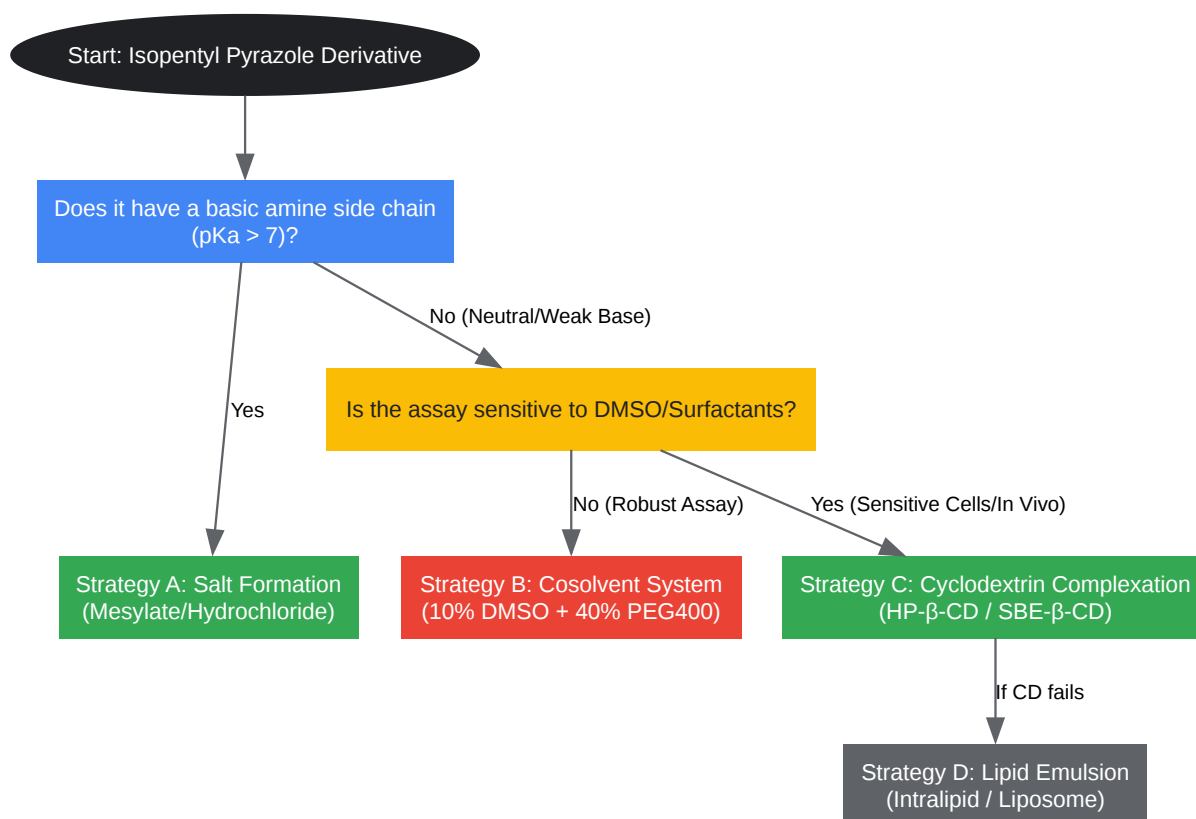 Start: Isopentyl Pyrazole Derivative
Does it have a basic amine side chain
(pKa > 7)?
No (Neutral/Weak Base)
Yes
Is the assay sensitive to DMSO/Surfactants?
No (Robust Assay)
Yes (Sensitive Cells/In Vivo)
Strategy A: Salt Formation
(Mesylate/Hydrochloride)
Strategy B: Cosolvent System
(10% DMSO + 40% PEG400)
Strategy C: Cyclodextrin Complexation
(HP-β-CD / SBE-β-CD)
If CD fails
Strategy D: Lipid Emulsion
(Intralipid / Liposome)